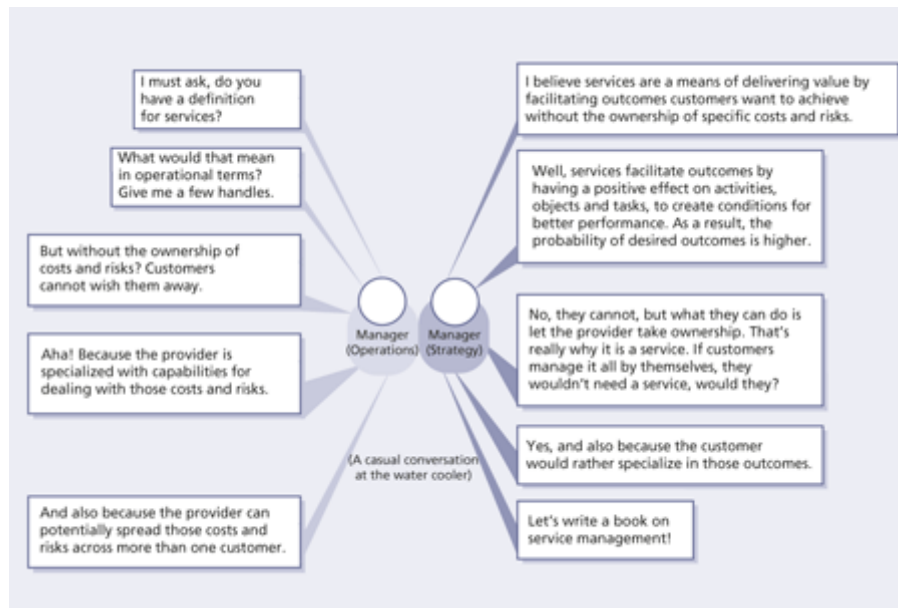 I must ask, do you
have a definition
for services?
I believe services are a means of delivering value by
facilitating outcomes customers want to achieve
without the ownership of specific costs and risks.
What would that mean
in operational terms?
Give me a few handles.
Well, services facilitate outcomes by
having a positive effect on activities,
objects and tasks, to create conditions for
better performance. As a result, the
probability of desired outcomes is higher.
But without the ownership of
costs and risks? Customers
cannot wish them away.
No, they cannot, but what they can do is
let the provider take ownership. That's
really why it is a service. If customers
manage it all by themselves, they
wouldn't need a service, would they?
Manager
(Operations)
Manager
(Strategy)
Aha! Because the provider is
specialized with capabilities for
dealing with those costs and risks.
Yes, and also because the customer
would rather specialize in those outcomes.
(A casual conversation
at the water cooler)
And also because the provider can
potentially spread those costs and
risks across more than one customer.
Let's write a book on
service management!